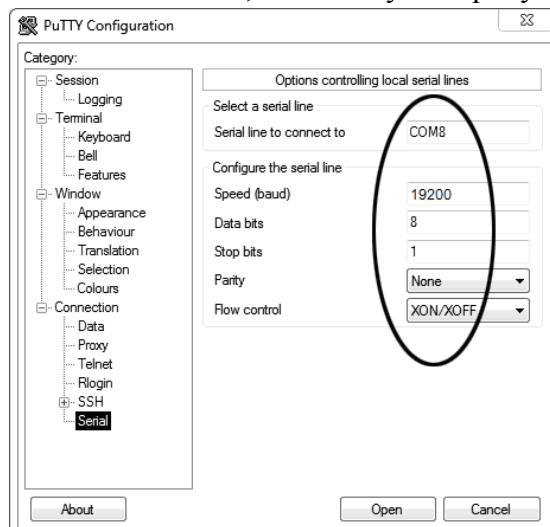 PuTTY Configuration
Category:
Session
Logging
Terminal
Keyboard
Bell
Features
Window
Appearance
Behaviour
Translation
Selection
Colours
Connection
Data
Proxy
Telnet
Rlogin
SSH
Serial
Options controlling local serial lines
Select a serial line
Serial line to connect to COM8
Configure the serial line
Speed (baud) 19200
Data bits 8
Stop bits 1
Parity None
Flow control XON/XOFF
About Open Cancel